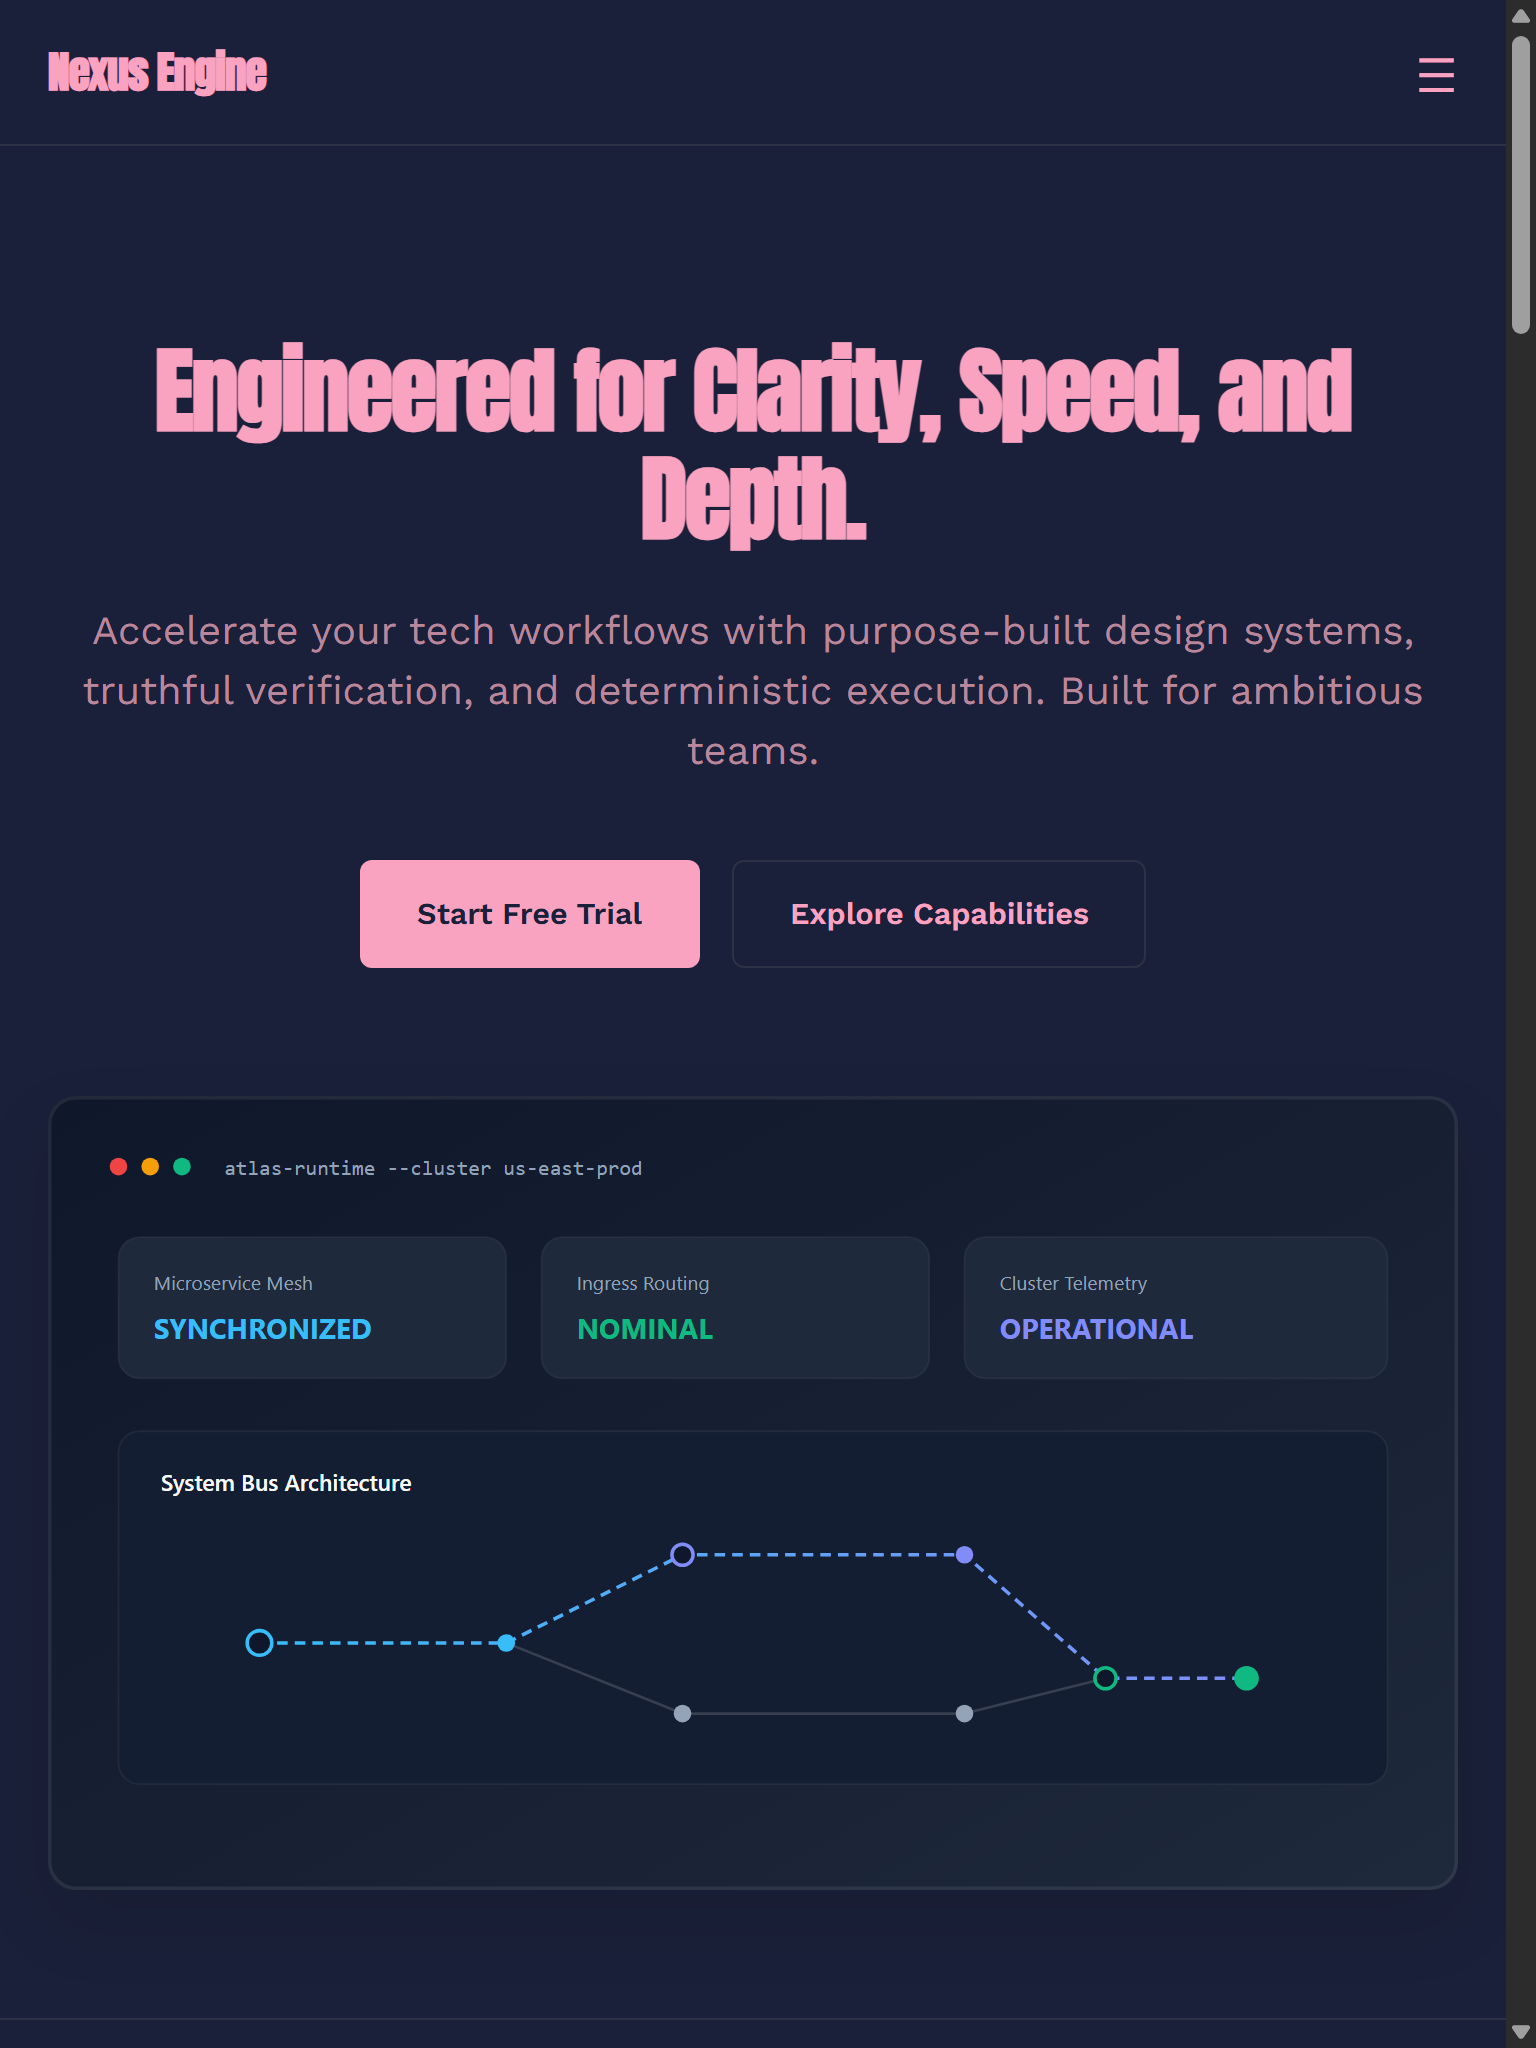 Nexus Engine
Engineered for Clarity, Speed, and
Depth.
Accelerate your tech workflows with purpose-built design systems,
truthful verification, and deterministic execution. Built for ambitious
teams.
Start Free Trial
Explore Capabilities
atlas-runtime --cluster us-east-prod
Microservice Mesh
SYNCHRONIZED
Ingress Routing
NOMINAL
Cluster Telemetry
OPERATIONAL
System Bus Architecture